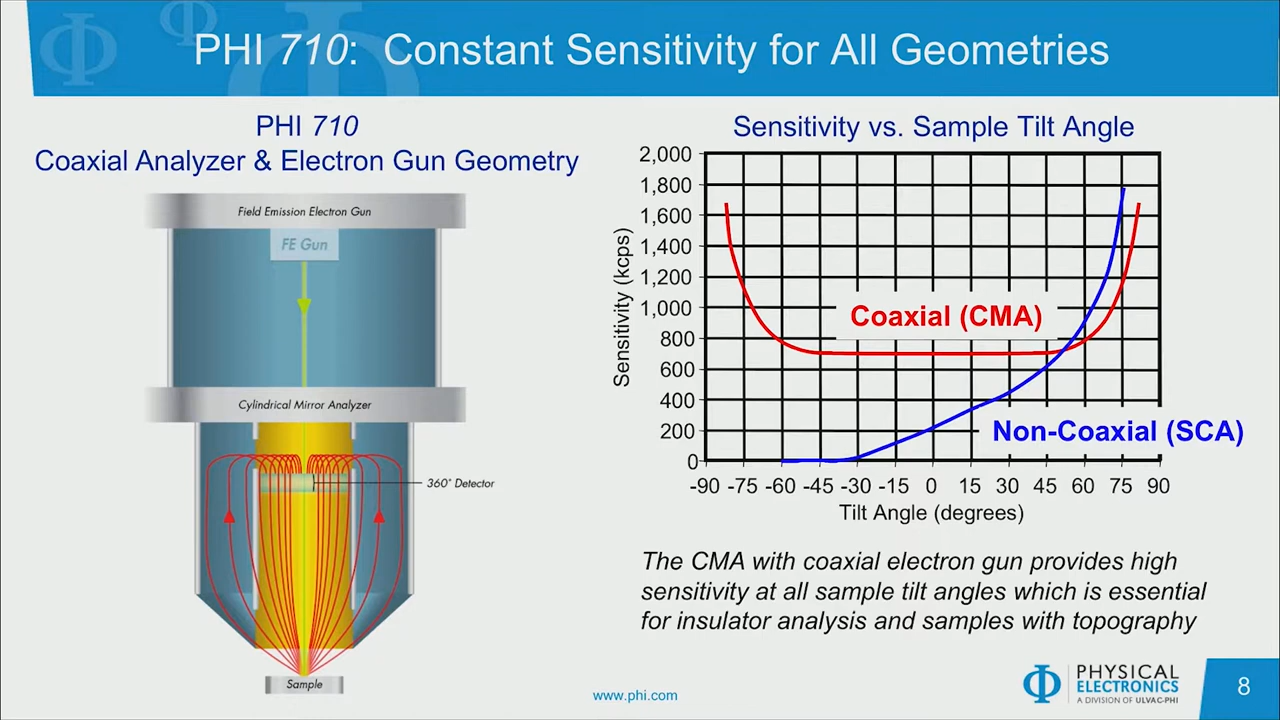 PHI 710: Constant Sensitivity for All Geometries
PHI 710
Coaxial Analyzer & Electron Gun Geometry
Field Emission Electron Gun
FE Gun
Cylindrical Mirror Analyzer
360° Detector
Sample
Sensitivity vs. Sample Tilt Angle
Sensitivity (kcps)
2,000
1,800
1,600
1,400
1,200
1,000
800
600
400
200
0
Coaxial (CMA)
Non-Coaxial (SCA)
-90 -75 -60 -45 -30 -15 0 15 30 45 60 75 90
Tilt Angle (degrees)
The CMA with coaxial electron gun provides high
sensitivity at all sample tilt angles which is essential
for insulator analysis and samples with topography
www.phi.com
PHYSICAL
ELECTRONICS
A DIVISION OF ULVAC-PHI
8